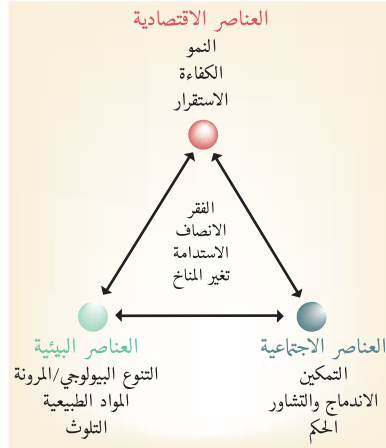 العناصر الاقتصادية
النمو
الكفاءة
الاستقرار
الفقر
الانصاف
الاستدامة
تغير المناخ
العناصر الاجتماعية
التمكين
الاندماج والتشاور
الحكم
العناصر البيئية
التنوع البيولوجي/المرونة
المواد الطبيعية
التلوث